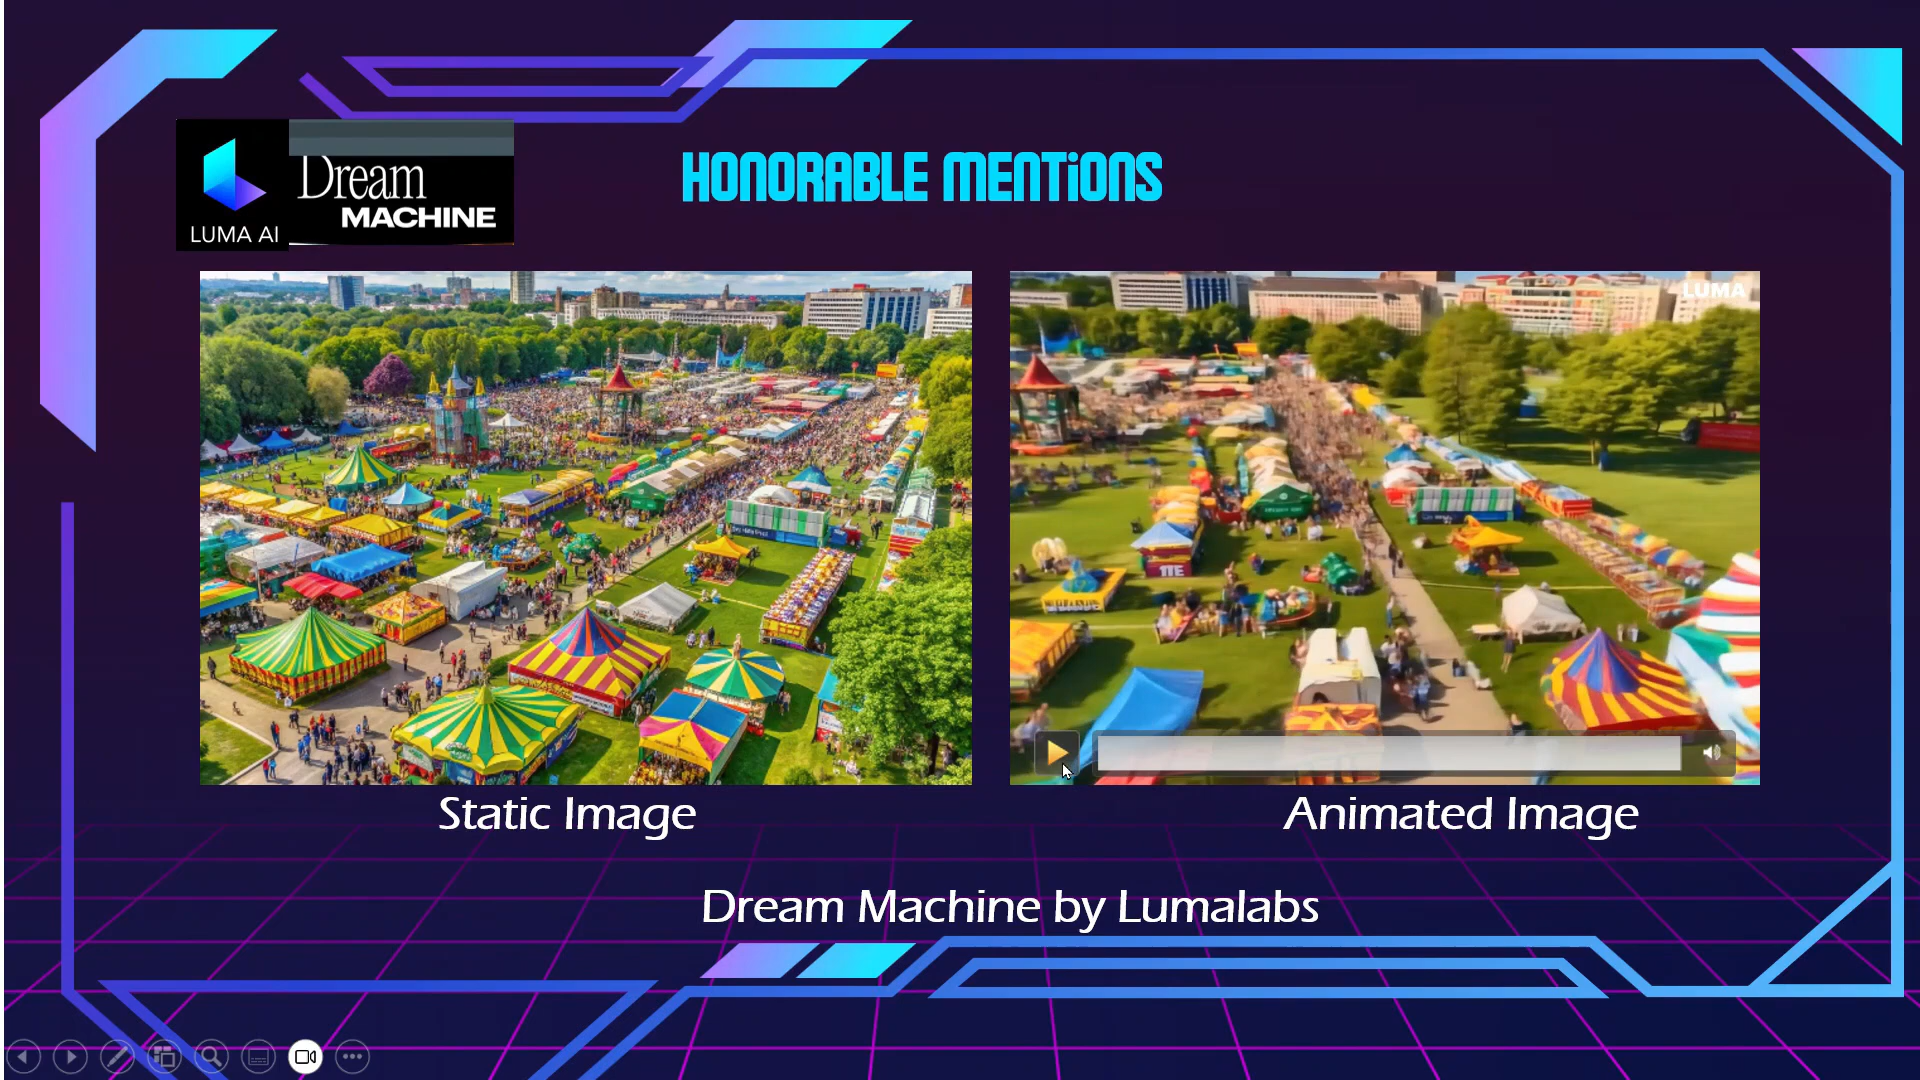 HONORABLE MENTiONS
Dream
MACHINE
LUMA AI
LUMA
Static Image
Animated Image
Dream Machine by Lumalabs